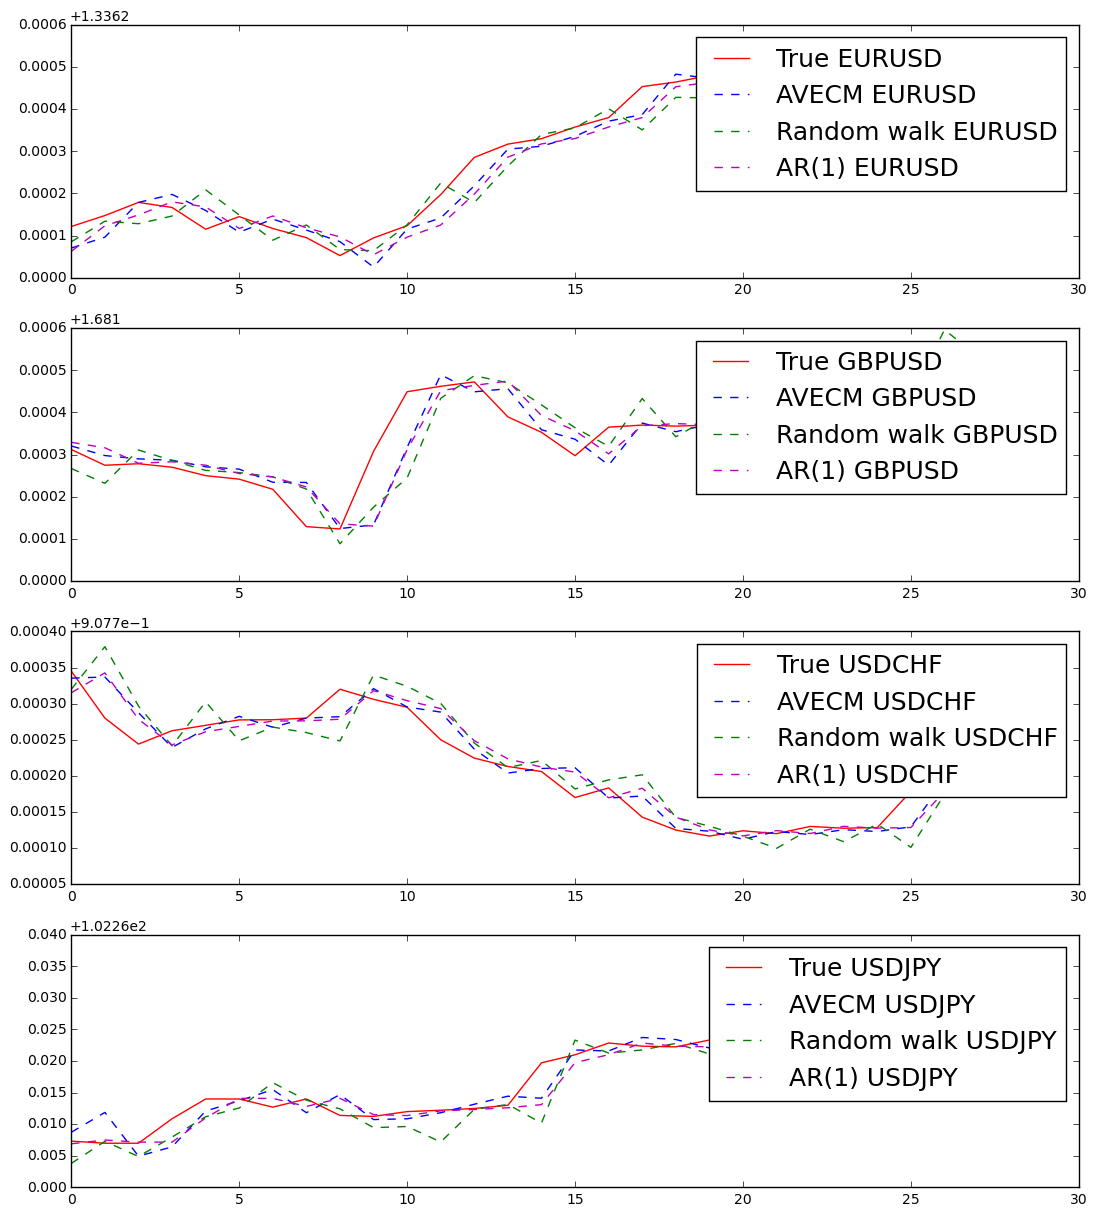 +1.3362
0.0006
0.0005
0.0004
0.0003
0.0002
0.0001
0.0000
0 5 10 15 20 25 30
True EURUSD
AVECM EURUSD
Random walk EURUSD
AR(1) EURUSD
+1.681
0.0006
0.0005
0.0004
0.0003
0.0002
0.0001
0.0000
0 5 10 15 20 25 30
True GBPUSD
AVECM GBPUSD
Random walk GBPUSD
AR(1) GBPUSD
+9.077e−1
0.00040
0.00035
0.00030
0.00025
0.00020
0.00015
0.00010
0.00005
0 5 10 15 20 25 30
True USDCHF
AVECM USDCHF
Random walk USDCHF
AR(1) USDCHF
+1.0226e2
0.040
0.035
0.030
0.025
0.020
0.015
0.010
0.005
0.000
0 5 10 15 20 25 30
True USDJPY
AVECM USDJPY
Random walk USDJPY
AR(1) USDJPY